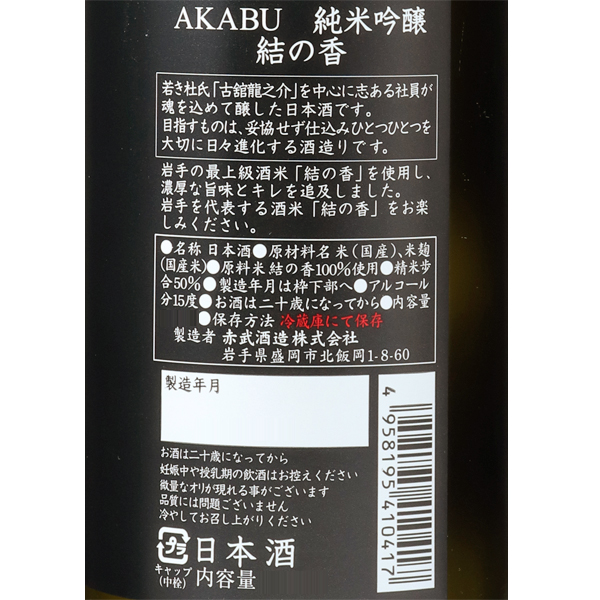 AKABU 純米吟醸
結の香
若き杜氏「古舘龍之介」を中心に志ある社員が
魂を込めて醸した日本酒です。
目指すものは、妥協せず仕込みひとつひとつを
大切に日々進化する酒造りです。
岩手の最上級酒米「結の香」を使用し、
濃厚な旨味とキレを追及しました。
岩手を代表する酒米「結の香」をお楽
しみください。
●名称 日本酒●原材料名 米(国産)、米麹
(国産米)●原料米 結の香100%使用●精米歩
合50%●製造年月は枠下部へ●アルコール
分15度●お酒は二十歳になってから●内容量
●保存方法 冷蔵庫にて保存
製造者 赤武酒造株式会社
岩手県盛岡市北飯岡1-8-60
製造年月
お酒は二十歳になってから
妊娠中や授乳期の飲酒はお控えください
微量なオリが現れる事がございます
品質には問題ございません
冷やしてお召し上がりください
プラ
キャップ
(中栓)
日本酒
内容量
4958195410417